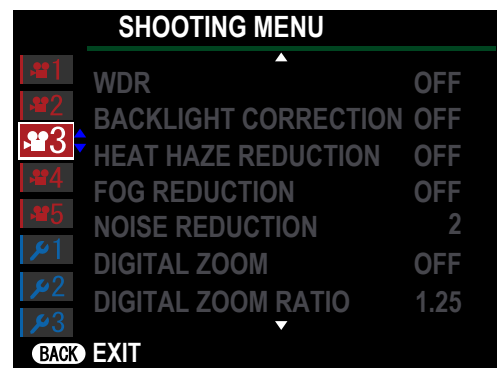 SHOOTING MENU
1
2
3
4
5
1
2
3
WDR OFF
BACKLIGHT CORRECTION OFF
HEAT HAZE REDUCTION OFF
FOG REDUCTION OFF
NOISE REDUCTION 2
DIGITAL ZOOM OFF
DIGITAL ZOOM RATIO 1.25
BACK EXIT